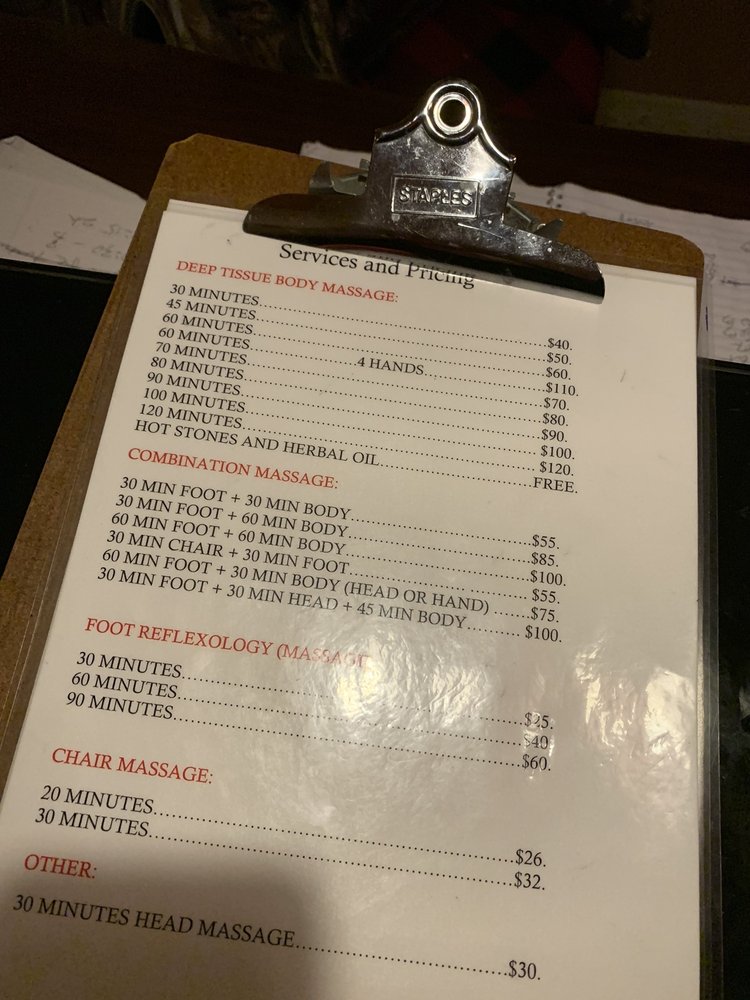 STAPLES
Services and Pricing
DEEP TISSUE BODY MASSAGE:
30 MINUTES..........$40.
45 MINUTES..........$50.
60 MINUTES..........$60.
60 MINUTES..........4 HANDS..........$110.
70 MINUTES..........$70.
80 MINUTES..........$80.
90 MINUTES..........$90.
100 MINUTES..........$100.
120 MINUTES..........$120.
HOT STONES AND HERBAL OIL..........FREE.
COMBINATION MASSAGE:
30 MIN FOOT + 30 MIN BODY..........$55.
30 MIN FOOT + 60 MIN BODY..........$85.
60 MIN FOOT + 60 MIN BODY..........$100.
30 MIN CHAIR + 30 MIN FOOT..........$55.
60 MIN FOOT + 30 MIN BODY (HEAD OR HAND) .......$75.
30 MIN FOOT + 30 MIN HEAD + 45 MIN BODY.......... $100.
FOOT REFLEXOLOGY (MASSAGE)
30 MINUTES..........$25.
60 MINUTES..........$40
90 MINUTES..........$60.
CHAIR MASSAGE:
20 MINUTES..........$26.
30 MINUTES..........$32.
OTHER:
30 MINUTES HEAD MASSAGE..........$30.